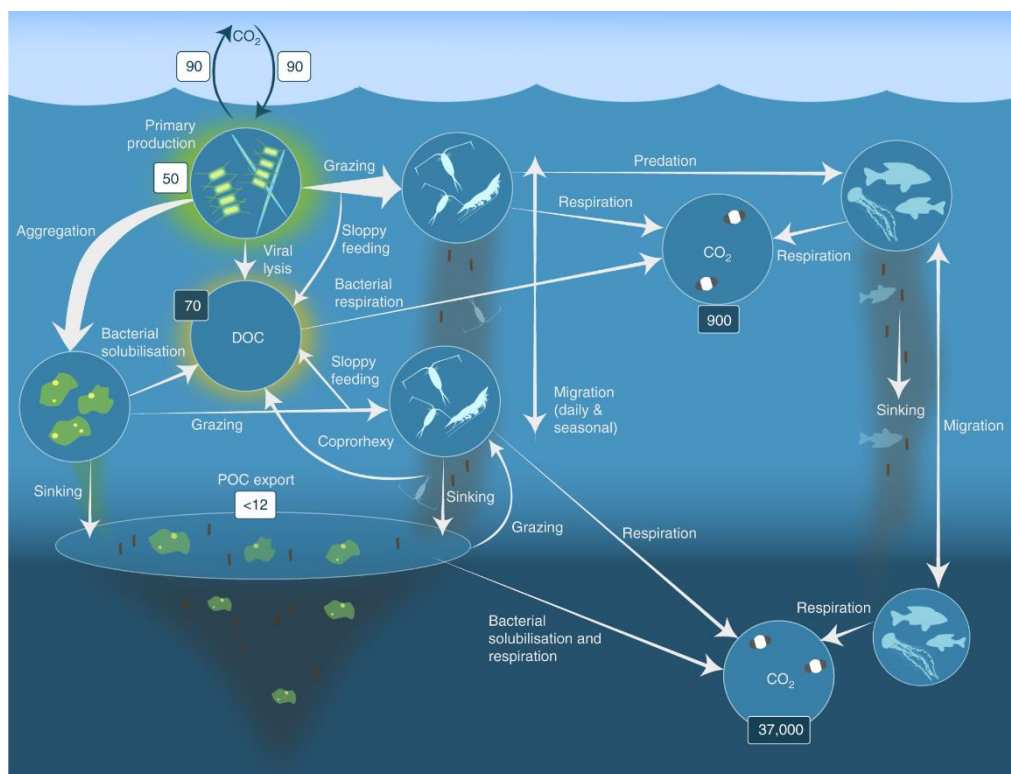 CO₂
90
90
Primary
production
50
Grazing
Predation
Respiration
Aggregation
Sloppy
feeding
Viral
lysis
CO₂
Respiration
900
70
DOC
Bacterial
respiration
Bacterial
solubilisation
Sloppy
feeding
Grazing
Migration
(daily &
seasonal)
Sinking
Migration
Coprorhexy
POC export
<12
Sinking
Sinking
Grazing
Respiration
Bacterial
solubilisation and
respiration
Respiration
CO₂
37,000